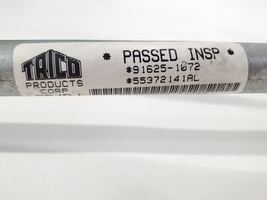 TRICO
PRODUCTS
CORP
* PASSED INSP *
*91625-1072
*55372141AL